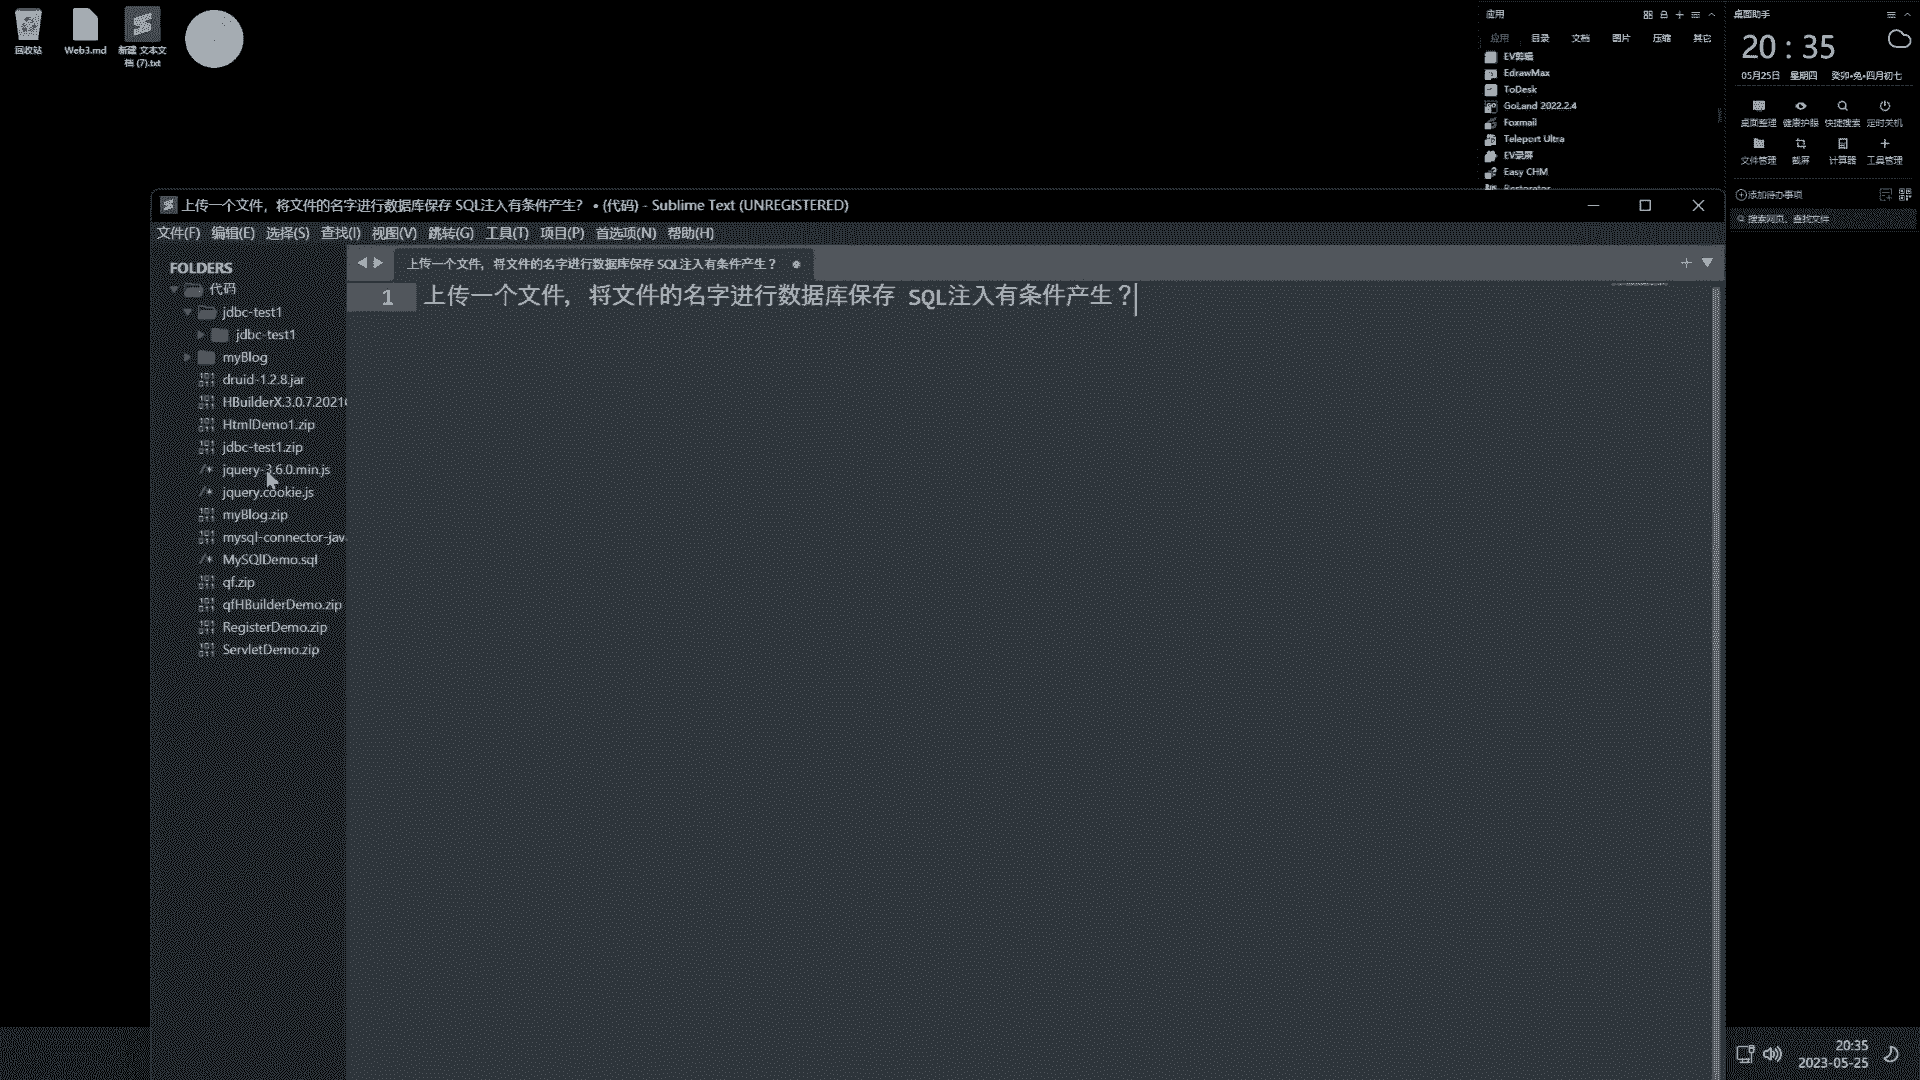 回收站
Web3.md
新建 文本文
档 (7).txt
应用
应用 目录 文档 图片 压缩 其它
EV剪辑
EdrawMax
ToDesk
GoLand 2022.2.4
Foxmail
Teleport Ultra
EV录屏
Easy CHM
Restorator
桌面助手
20 : 35
05月25日 星期四 癸卯•兔•四月初七
桌面整理 健康护眼 快捷搜索 定时关机
文件管理 截屏 计算器 工具管理
添加待办事项
搜索网页、查找文件
上传一个文件，将文件的名字进行数据库保存 SQL注入有条件产生？ • (代码) - Sublime Text (UNREGISTERED)
文件(F) 编辑(E) 选择(S) 查找(I) 视图(V) 跳转(G) 工具(T) 项目(P) 首选项(N) 帮助(H)
FOLDERS
代码
jdbc-test1
jdbc-test1
myBlog
druid-1.2.8.jar
HBuilderX.3.0.7.2021
HtmlDemo1.zip
jdbc-test1.zip
jquery-3.6.0.min.js
jquery.cookie.js
myBlog.zip
mysql-connector-jav
MySQlDemo.sql
qf.zip
qfHBuilderDemo.zip
RegisterDemo.zip
ServletDemo.zip
上传一个文件，将文件的名字进行数据库保存 SQL注入有条件产生？
1 上传一个文件，将文件的名字进行数据库保存 SQL注入有条件产生？
20:35
2023-05-25